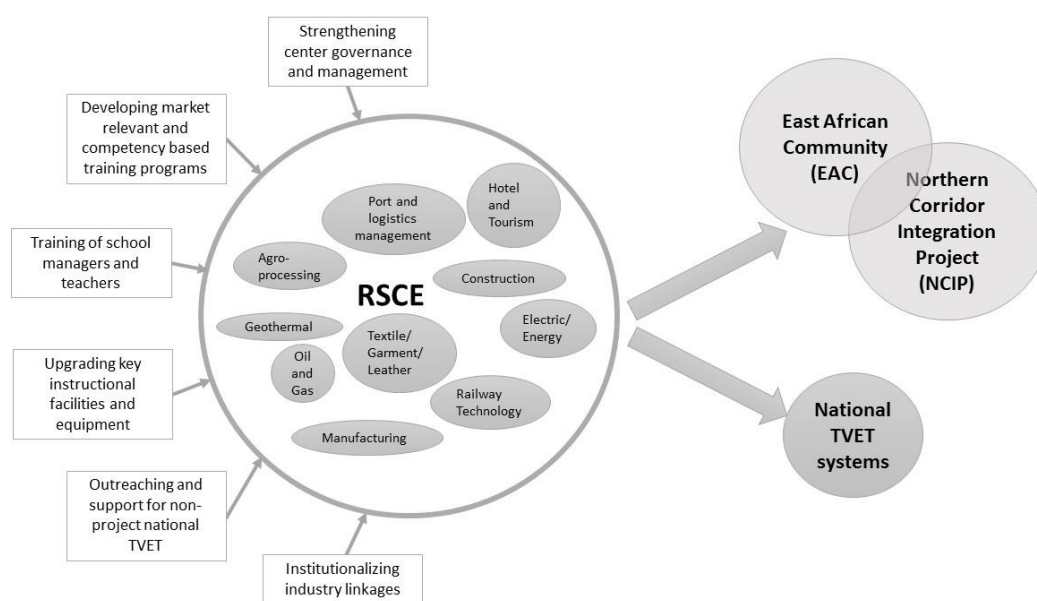 Strengthening
center governance
and management
Developing market
relevant and
competency based
training programs
Training of school
managers and
teachers
Upgrading key
instructional
facilities and
equipment
Outreaching and
support for non-
project national
TVET
Institutionalizing
industry linkages
Port and
logistics
management
Hotel
and
Tourism
Agro-
processing
Construction
RSCE
Geothermal
Textile/
Garment/
Leather
Electric/
Energy
Oil
and
Gas
Railway
Technology
Manufacturing
East African
Community
(EAC)
Northern
Corridor
Integration
Project
(NCIP)
National
TVET
systems